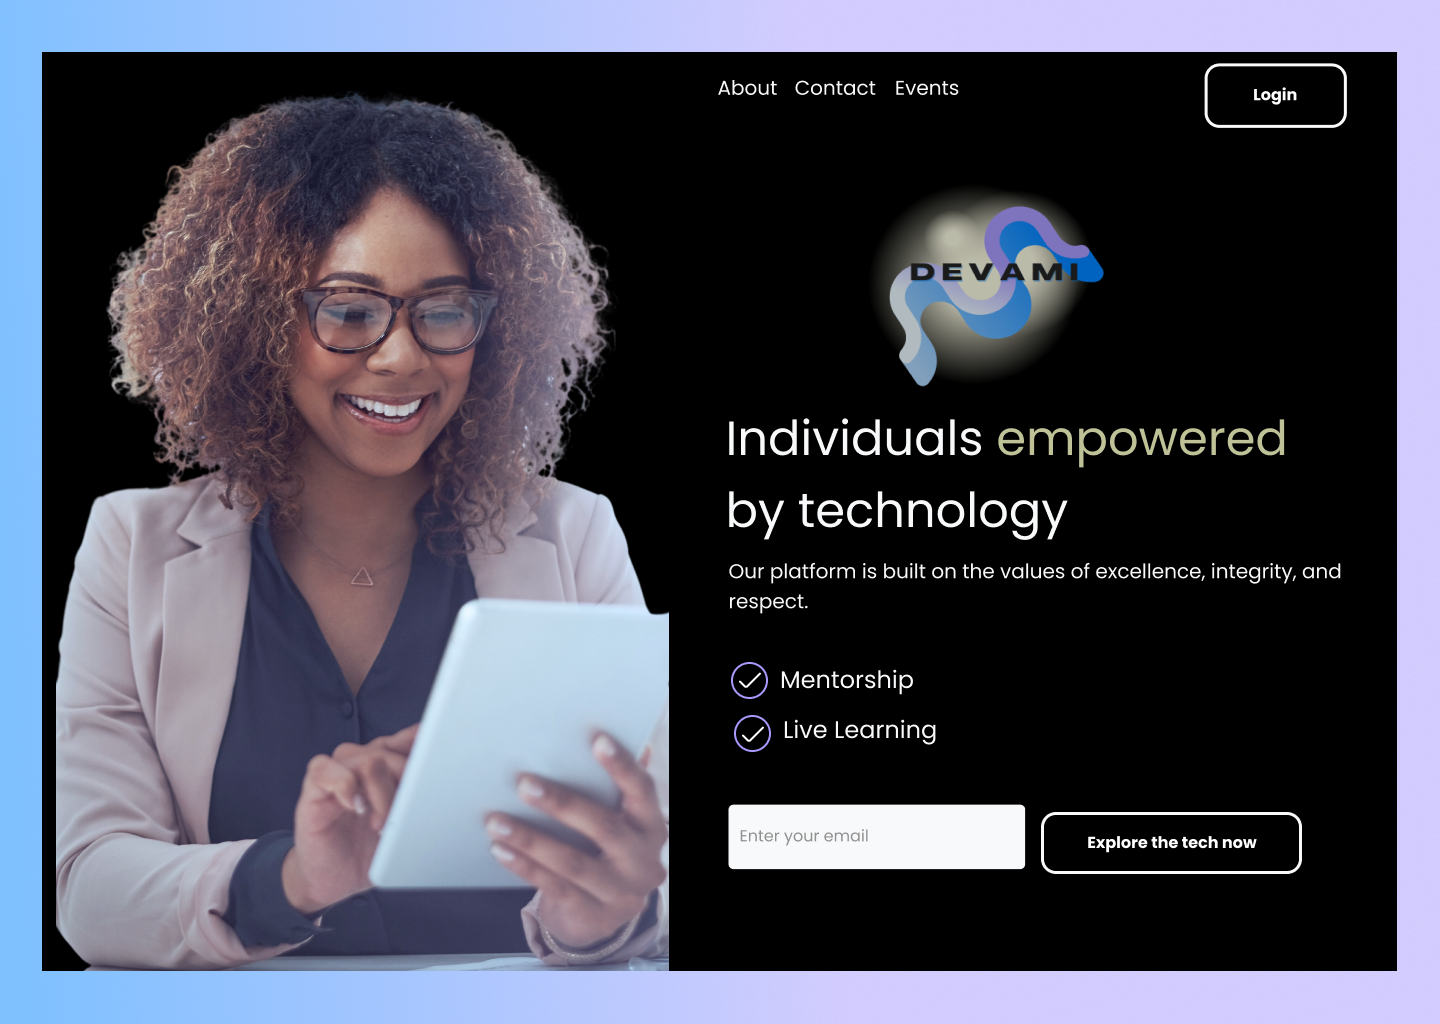 About Contact Events
Login
DEVAMI
Individuals empowered
by technology
Our platform is built on the values of excellence, integrity, and
respect.
Mentorship
Live Learning
Enter your email
Explore the tech now